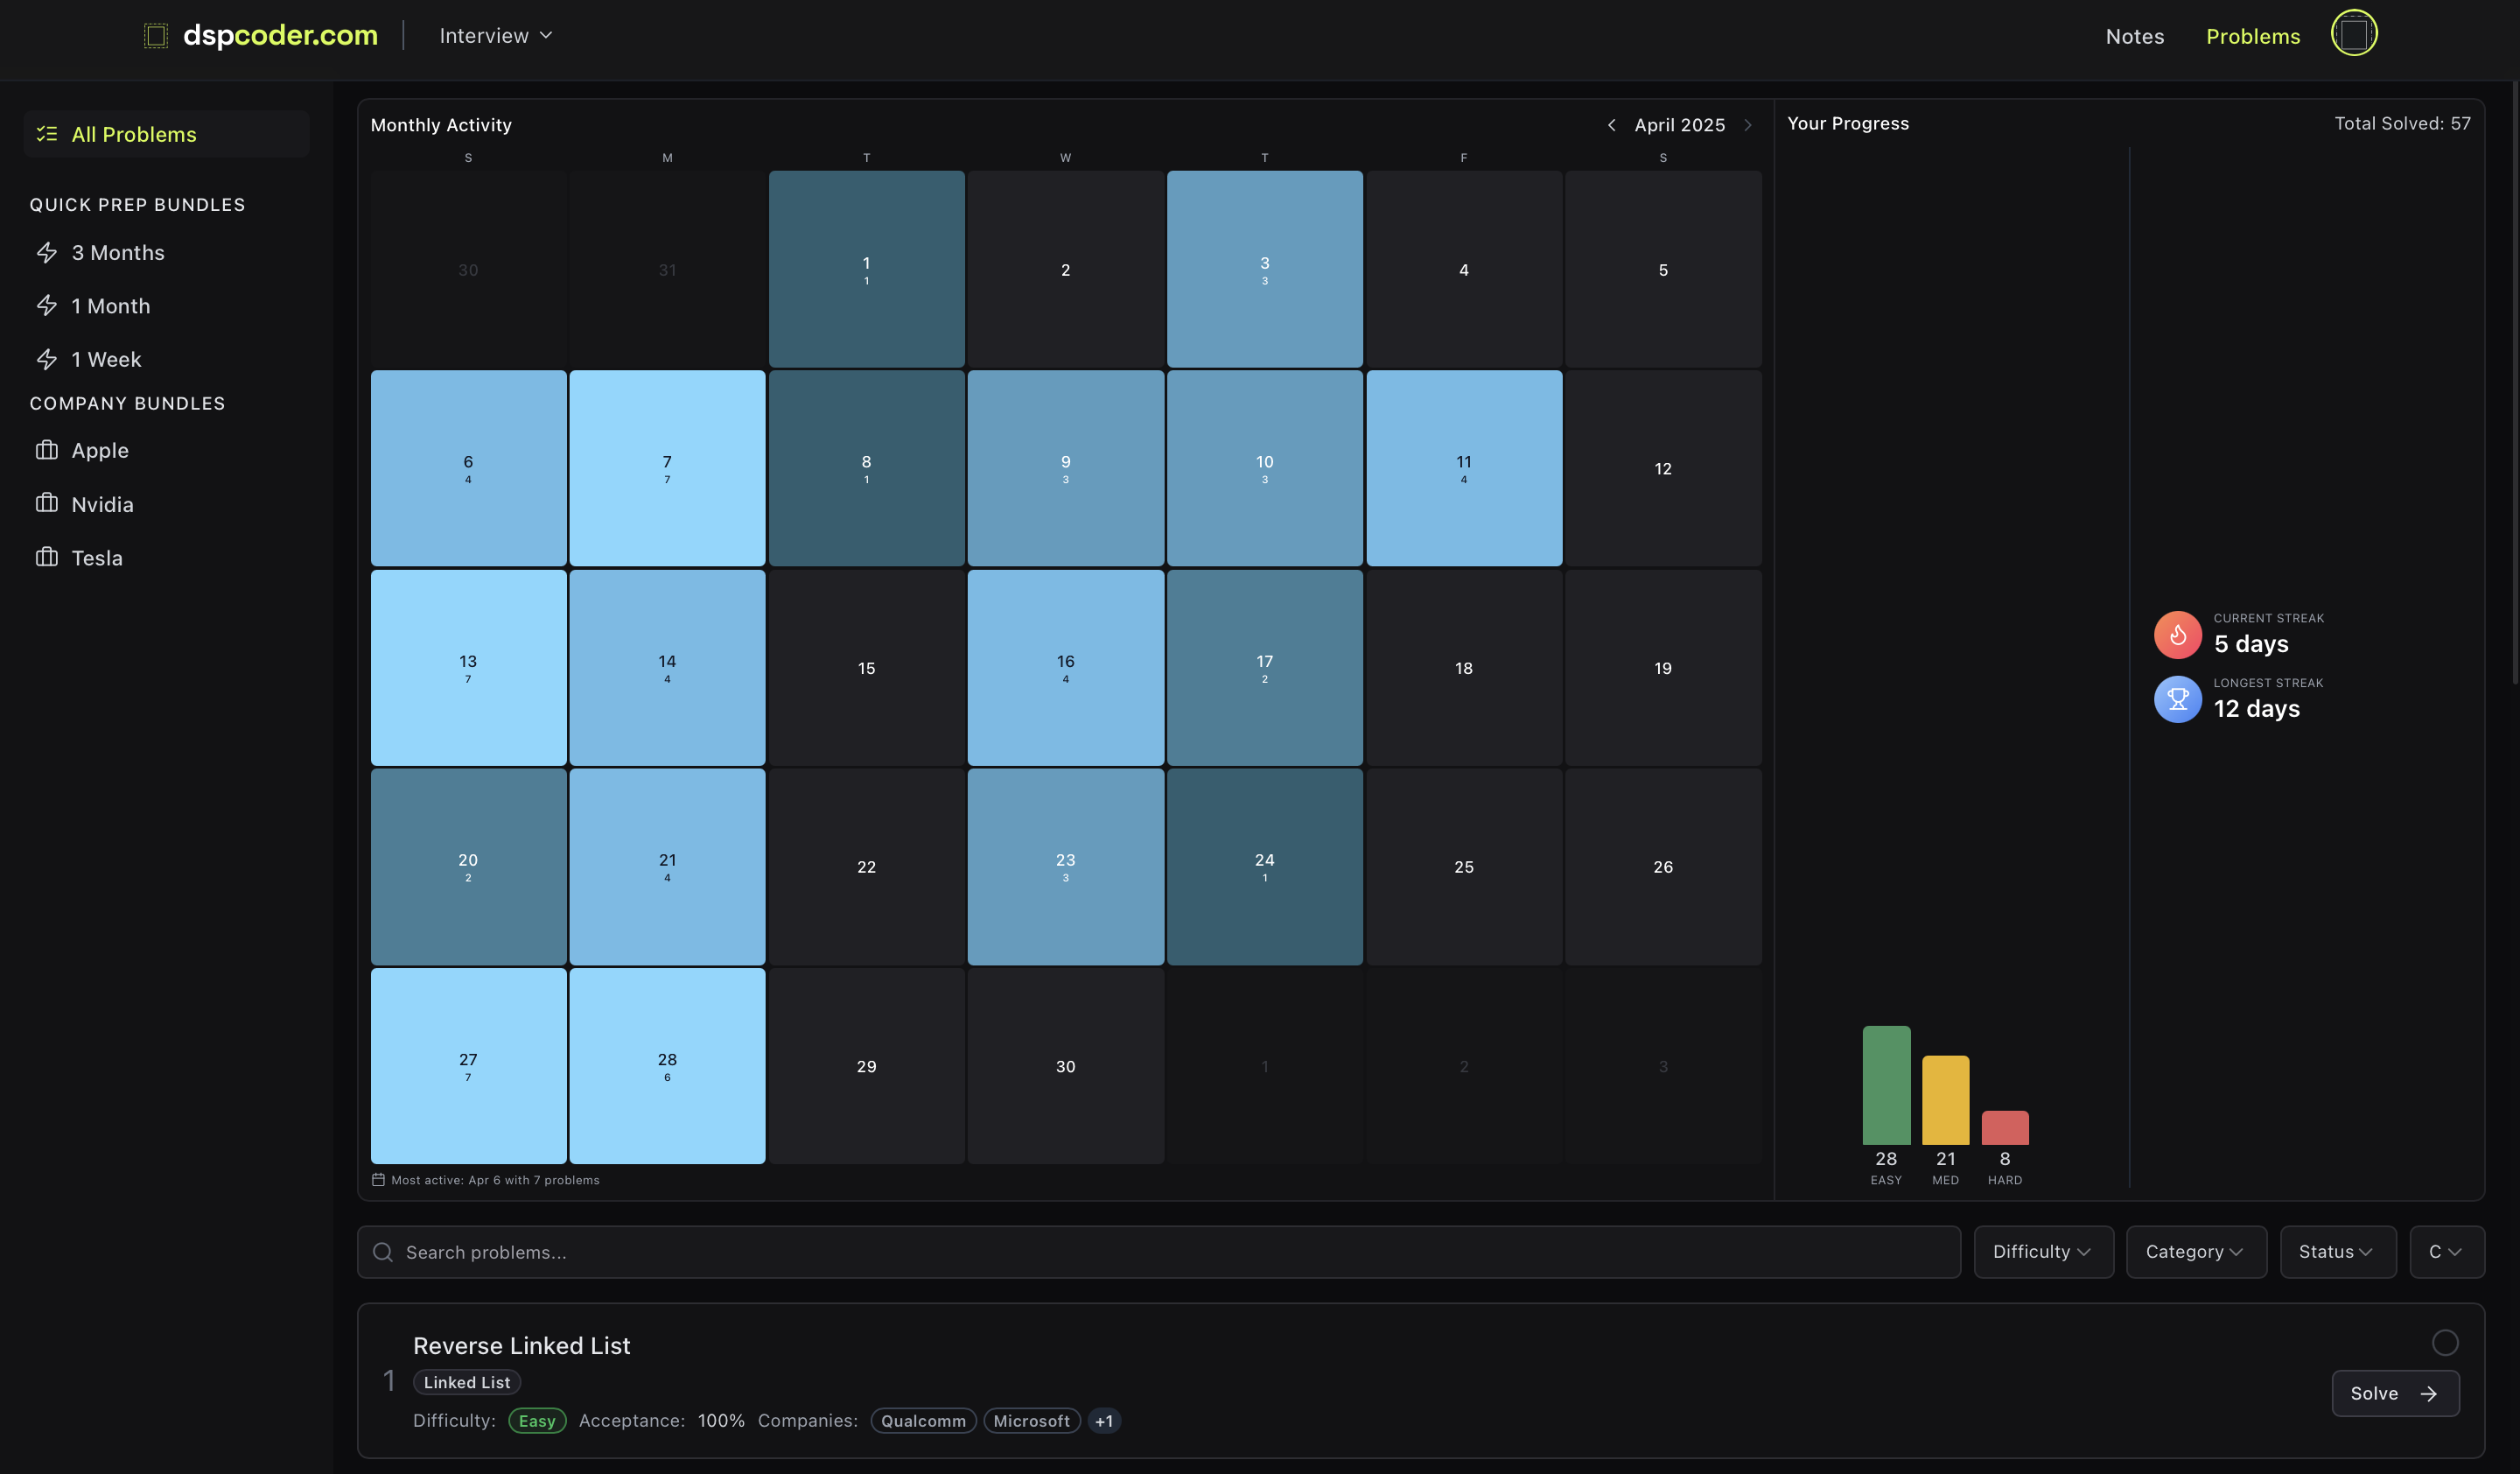 dspcoder.com
Interview
Notes
Problems
All Problems
QUICK PREP BUNDLES
3 Months
1 Month
1 Week
COMPANY BUNDLES
Apple
Nvidia
Tesla
Monthly Activity
April 2025
S M T W T F S
30 31 1 2 3 4 5
1 3
6 7 8 9 10 11 12
4 7 1 3 3 4
13 14 15 16 17 18 19
7 4 4 2
20 21 22 23 24 25 26
2 4 3 1
27 28 29 30 1 2 3
7 6
Most active: Apr 6 with 7 problems
Your Progress
Total Solved: 57
28 21 8
EASY MED HARD
CURRENT STREAK
5 days
LONGEST STREAK
12 days
Search problems...
Difficulty
Category
Status
C
1
Reverse Linked List
Linked List
Difficulty: Easy Acceptance: 100% Companies: Qualcomm Microsoft +1
Solve